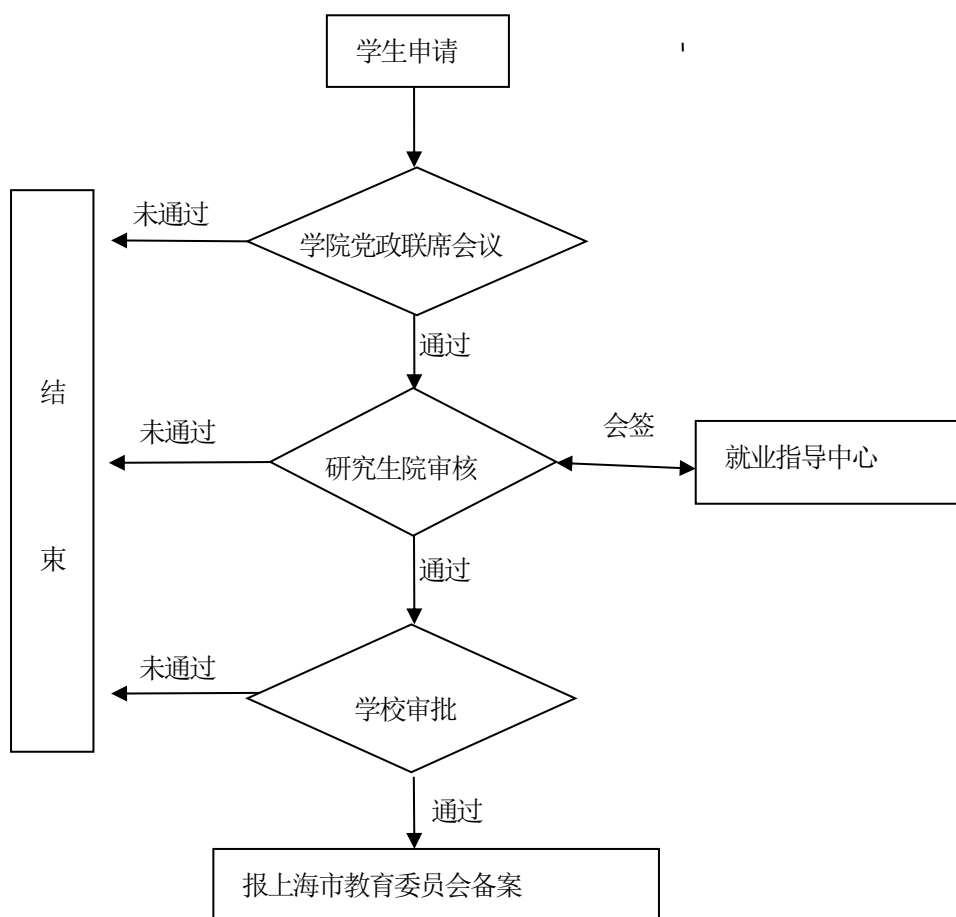 学生申请
未通过
学院党政联席会议
通过
结
束
未通过
研究生院审核
会签
就业指导中心
通过
未通过
学校审批
通过
报上海市教育委员会备案